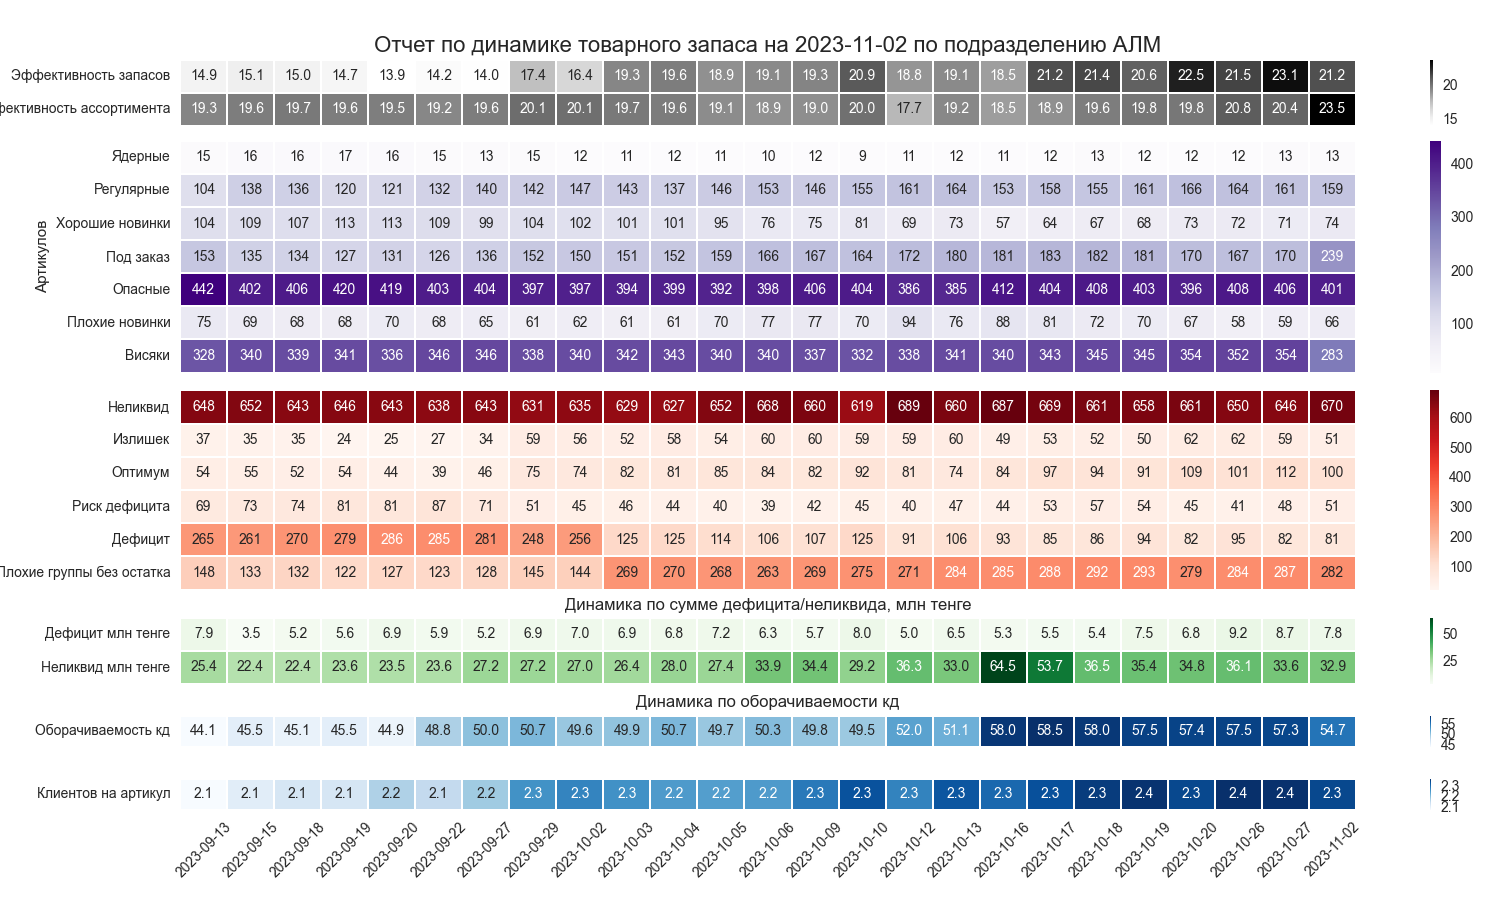 Отчет по динамике товарного запаса на 2023-11-02 по подразделению АЛМ
Эффективность запасов 14.9 15.1 15.0 14.7 13.9 14.2 14.0 17.4 16.4 19.3 19.6 18.9 19.1 19.3 20.9 18.8 19.1 18.5 21.2 21.4 20.6 22.5 21.5 23.1 21.2
фективность ассортимента 19.3 19.6 19.7 19.6 19.5 19.2 19.6 20.1 20.1 19.7 19.6 19.1 18.9 19.0 20.0 17.7 19.2 18.5 18.9 19.6 19.8 19.8 20.8 20.4 23.5
20
15
Артикулов
Ядерные 15 16 16 17 16 15 13 15 12 11 12 11 10 12 9 11 12 11 12 13 12 12 12 13 13
Регулярные 104 138 136 120 121 132 140 142 147 143 137 146 153 146 155 161 164 153 158 155 161 166 164 161 159
Хорошие новинки 104 109 107 113 113 109 99 104 102 101 101 95 76 75 81 69 73 57 64 67 68 73 72 71 74
Под заказ 153 135 134 127 131 126 136 152 150 151 152 159 166 167 164 172 180 181 183 182 181 170 167 170 239
Опасные 442 402 406 420 419 403 404 397 397 394 399 392 398 406 404 386 385 412 404 408 403 396 408 406 401
Плохие новинки 75 69 68 68 70 68 65 61 62 61 61 70 77 77 70 94 76 88 81 72 70 67 58 59 66
Висяки 328 340 339 341 336 346 346 338 340 342 343 340 340 337 332 338 341 340 343 345 345 354 352 354 283
400
300
200
100
Неликвид 648 652 643 646 643 638 643 631 635 629 627 652 668 660 619 689 660 687 669 661 658 661 650 646 670
Излишек 37 35 35 24 25 27 34 59 56 52 58 54 60 60 59 59 60 49 53 52 50 62 62 59 51
Оптимум 54 55 52 54 44 39 46 75 74 82 81 85 84 82 92 81 74 84 97 94 91 109 101 112 100
Риск дефицита 69 73 74 81 81 87 71 51 45 46 44 40 39 42 45 40 47 44 53 57 54 45 41 48 51
Дефицит 265 261 270 279 286 285 281 248 256 125 125 114 106 107 125 91 106 93 85 86 94 82 95 82 81
Плохие группы без остатка 148 133 132 122 127 123 128 145 144 269 270 268 263 269 275 271 284 285 288 292 293 279 284 287 282
600
500
400
300
200
100
Динамика по сумме дефицита/неликвида, млн тенге
Дефицит млн тенге 7.9 3.5 5.2 5.6 6.9 5.9 5.2 6.9 7.0 6.9 6.8 7.2 6.3 5.7 8.0 5.0 6.5 5.3 5.5 5.4 7.5 6.8 9.2 8.7 7.8
Неликвид млн тенге 25.4 22.4 22.4 23.6 23.5 23.6 27.2 27.2 27.0 26.4 28.0 27.4 33.9 34.4 29.2 36.3 33.0 64.5 53.7 36.5 35.4 34.8 36.1 33.6 32.9
50
25
Динамика по оборачиваемости кд
Оборачиваемость кд 44.1 45.5 45.1 45.5 44.9 48.8 50.0 50.7 49.6 49.9 50.7 49.7 50.3 49.8 49.5 52.0 51.1 58.0 58.5 58.0 57.5 57.4 57.5 57.3 54.7
55
50
45
Клиентов на артикул 2.1 2.1 2.1 2.1 2.2 2.1 2.2 2.3 2.3 2.3 2.2 2.2 2.2 2.3 2.3 2.3 2.3 2.3 2.3 2.3 2.4 2.3 2.4 2.4 2.3
2.3
2.2
2.1
2023-09-13 2023-09-15 2023-09-18 2023-09-19 2023-09-20 2023-09-22 2023-09-27 2023-09-29 2023-10-02 2023-10-03 2023-10-04 2023-10-05 2023-10-06 2023-10-09 2023-10-10 2023-10-12 2023-10-13 2023-10-16 2023-10-17 2023-10-18 2023-10-19 2023-10-20 2023-10-26 2023-10-27 2023-11-02